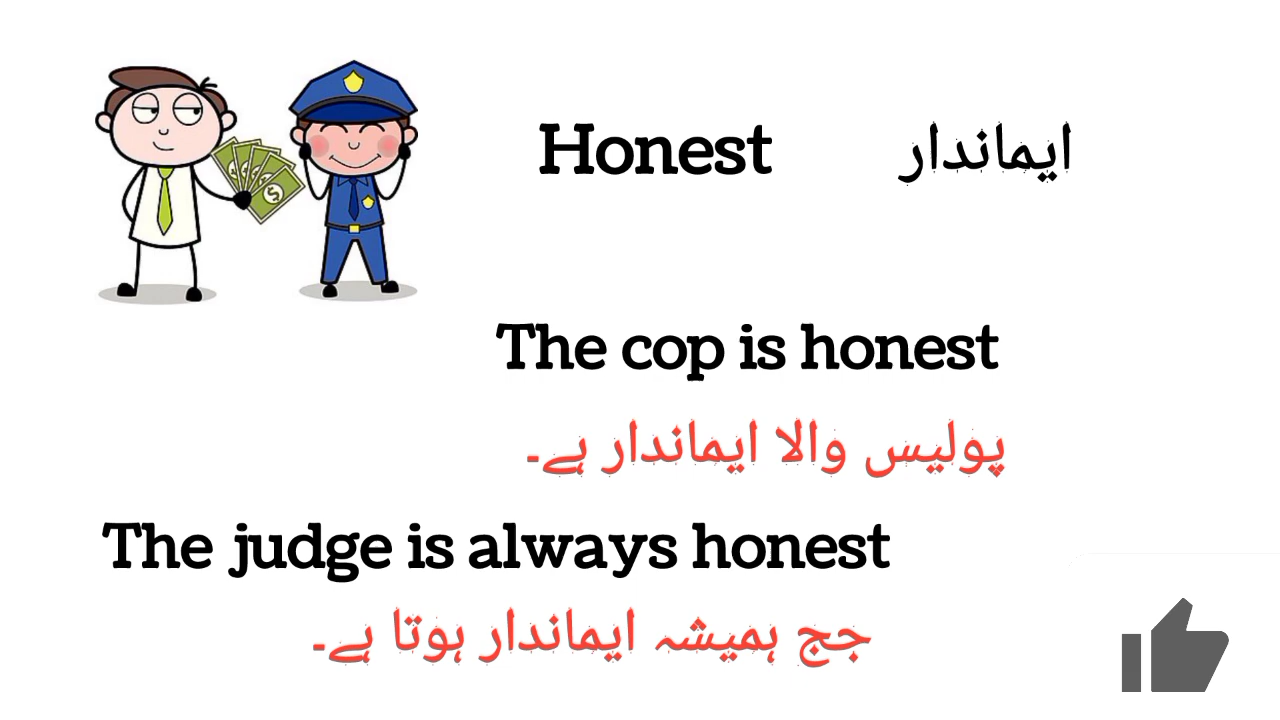 Honest ایماندار
The cop is honest
پولیس والا ایماندار ہے۔
The judge is always honest
جج ہمیشہ ایماندار ہوتا ہے۔